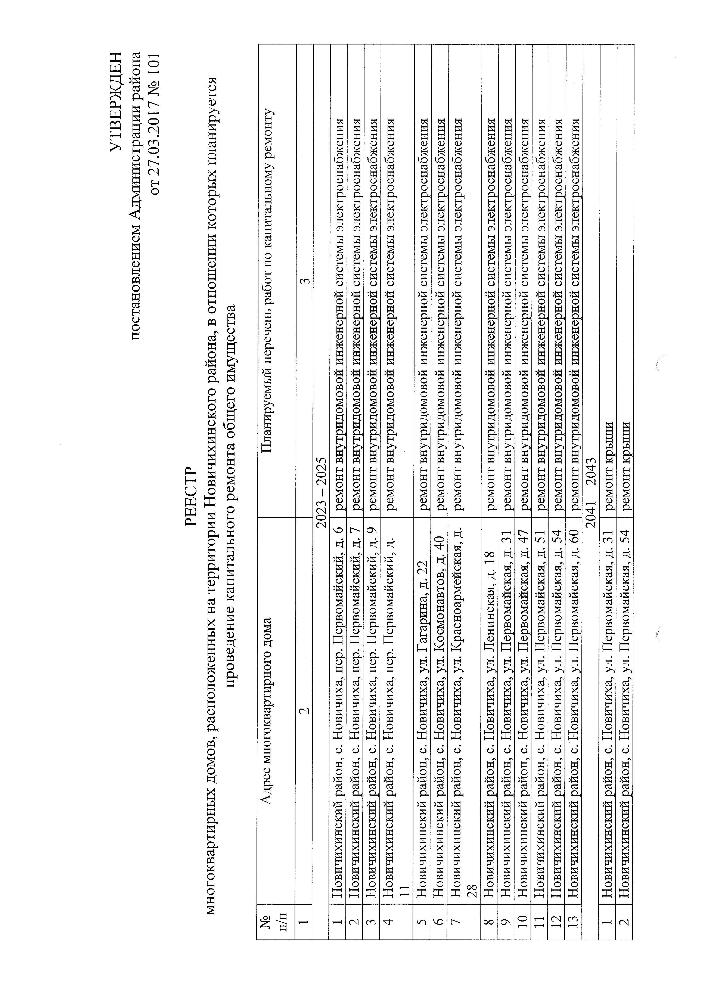 УТВЕРЖДЕН
постановлением Администрации района
от 27.03.2017 № 101
РЕЕСТР
многоквартирных домов, расположенных на территории Новичихинского района, в отношении которых планируется
проведение капитального ремонта общего имущества
№ п/п Адрес многоквартирного дома Планируемый перечень работ по капитальному ремонту
1 2 3
2023 – 2025
1 Новичихинский район, с. Новичиха, пер. Первомайский, д. 6 ремонт внутридомовой инженерной системы электроснабжения
2 Новичихинский район, с. Новичиха, пер. Первомайский, д. 7 ремонт внутридомовой инженерной системы электроснабжения
3 Новичихинский район, с. Новичиха, пер. Первомайский, д. 9 ремонт внутридомовой инженерной системы электроснабжения
4 Новичихинский район, с. Новичиха, пер. Первомайский, д. ремонт внутридомовой инженерной системы электроснабжения
11
5 Новичихинский район, с. Новичиха, ул. Гагарина, д. 22 ремонт внутридомовой инженерной системы электроснабжения
6 Новичихинский район, с. Новичиха, ул. Космонавтов, д. 40 ремонт внутридомовой инженерной системы электроснабжения
7 Новичихинский район, с. Новичиха, ул. Красноармейская, д. ремонт внутридомовой инженерной системы электроснабжения
28
8 Новичихинский район, с. Новичиха, ул. Ленинская, д. 18 ремонт внутридомовой инженерной системы электроснабжения
9 Новичихинский район, с. Новичиха, ул. Первомайская, д. 31 ремонт внутридомовой инженерной системы электроснабжения
10 Новичихинский район, с. Новичиха, ул. Первомайская, д. 47 ремонт внутридомовой инженерной системы электроснабжения
11 Новичихинский район, с. Новичиха, ул. Первомайская, д. 51 ремонт внутридомовой инженерной системы электроснабжения
12 Новичихинский район, с. Новичиха, ул. Первомайская, д. 54 ремонт внутридомовой инженерной системы электроснабжения
13 Новичихинский район, с. Новичиха, ул. Первомайская, д. 60 ремонт внутридомовой инженерной системы электроснабжения
2041 – 2043
1 Новичихинский район, с. Новичиха, ул. Первомайская, д. 31 ремонт крыши
2 Новичихинский район, с. Новичиха, ул. Первомайская, д. 54 ремонт крыши